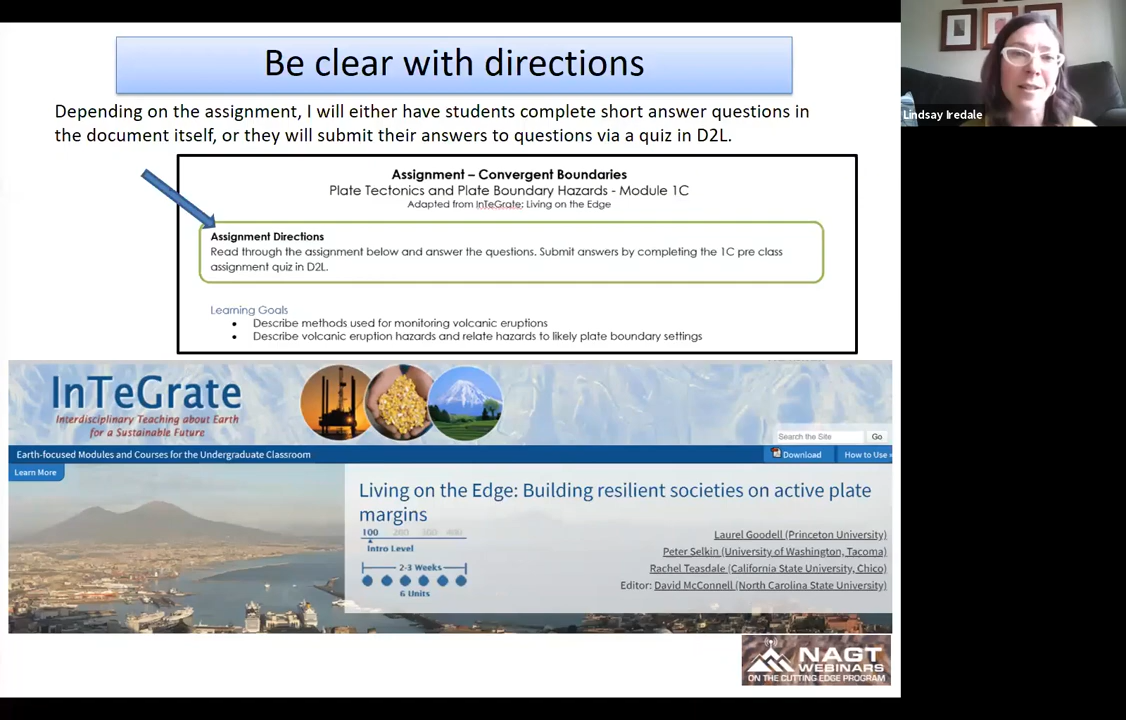 Be clear with directions
Lindsay Iredale
Depending on the assignment, I will either have students complete short answer questions in
the document itself, or they will submit their answers to questions via a quiz in D2L.
Assignment – Convergent Boundaries
Plate Tectonics and Plate Boundary Hazards - Module 1C
Adapted from InTeGrate; Living on the Edge
Assignment Directions
Read through the assignment below and answer the questions. Submit answers by completing the 1C pre class
assignment quiz in D2L.
Learning Goals
• Describe methods used for monitoring volcanic eruptions
• Describe volcanic eruption hazards and relate hazards to likely plate boundary settings
InTeGrate
Interdisciplinary Teaching about Earth
for a Sustainable Future
Search the Site Go
Earth-focused Modules and Courses for the Undergraduate Classroom
Download How to Use »
Learn More
Living on the Edge: Building resilient societies on active plate
margins
100 200 300 400
Intro Level
2-3 Weeks
6 Units
Laurel Goodell (Princeton University)
Peter Selkin (University of Washington, Tacoma)
Rachel Teasdale (California State University, Chico)
Editor: David McConnell (North Carolina State University)
NAGT
WEBINARS
ON THE CUTTING EDGE PROGRAM